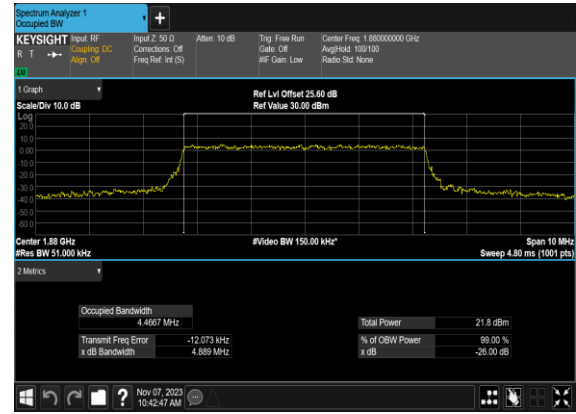 Spectrum Analyzer 1
Occupied BW
+
KEYSIGHT Input: RF Input Z: 50 Ω Atten: 10 dB Trig: Free Run Center Freq: 1.880000000 GHz
R T Coupling: DC Corrections: Off Gate: Off Avg|Hold: 100/100
Align: Off Freq Ref: Int (S) #IF Gain: Low Radio Std: None
1 Graph
Ref Lvl Offset 25.60 dB
Scale/Div 10.0 dB Ref Value 30.00 dBm
Log
20.0
10.0
0.00
-10.0
-20.0
-30.0
-40.0
-50.0
-60.0
Center 1.88 GHz #Video BW 150.00 kHz* Span 10 MHz
#Res BW 51.000 kHz Sweep 4.80 ms (1001 pts)
2 Metrics
Occupied Bandwidth
4.4667 MHz Total Power 21.8 dBm
Transmit Freq Error -12.073 kHz % of OBW Power 99.00 %
x dB Bandwidth 4.889 MHz x dB -26.00 dB
? Nov 07, 2023
10:42:47 AM